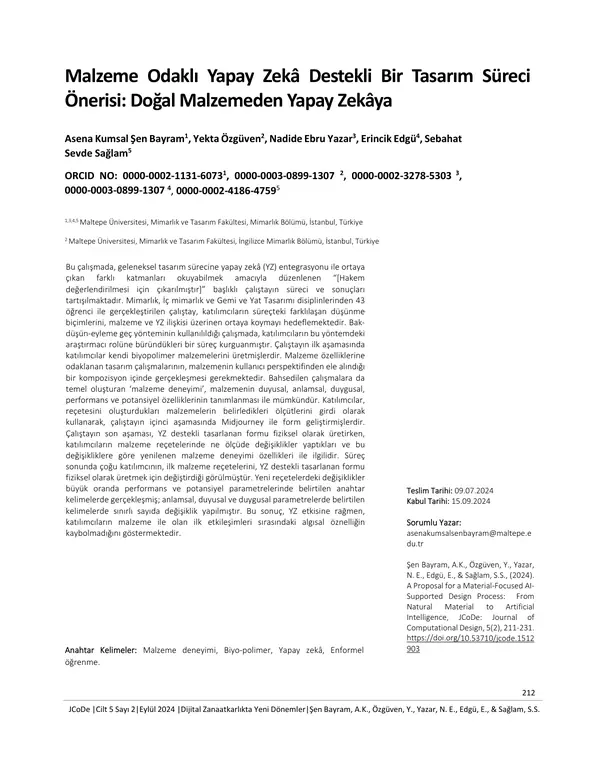 Malzeme Odaklı Yapay Zekâ Destekli Bir Tasarım Süreci
Önerisi: Doğal Malzemeden Yapay Zekâya
Asena Kumsal Şen Bayram1, Yekta Özgüven2, Nadide Ebru Yazar3, Erincik Edgü4, Sebahat
Sevde Sağlam5
ORCID NO: 0000-0002-1131-60731, 0000-0003-0899-1307 2, 0000-0002-3278-5303 3,
0000-0003-0899-1307 4, 0000-0002-4186-47595
1,3,4,5 Maltepe Üniversitesi, Mimarlık ve Tasarım Fakültesi, Mimarlık Bölümü, İstanbul, Türkiye
2 Maltepe Üniversitesi, Mimarlık ve Tasarım Fakültesi, İngilizce Mimarlık Bölümü, İstanbul, Türkiye
Bu çalışmada, geleneksel tasarım sürecine yapay zekâ (YZ) entegrasyonu ile ortaya
çıkan farklı katmanları okuyabilmek amacıyla düzenlenen “[Hakem
değerlendirilmesi için çıkarılmıştır]” başlıklı çalıştayın süreci ve sonuçları
tartışılmaktadır. Mimarlık, İç mimarlık ve Gemi ve Yat Tasarımı disiplinlerinden 43
öğrenci ile gerçekleştirilen çalıştay, katılımcıların süreçteki farklılaşan düşünme
biçimlerini, malzeme ve YZ ilişkisi üzerinden ortaya koymayı hedeflemektedir. Bak-
düşün-eyleme geç yönteminin kullanıldığı çalışmada, katılımcıların bu yöntemdeki
araştırmacı rolüne büründükleri bir süreç kurguanmıştır. Çalıştayın ilk aşamasında
katılımcılar kendi biyopolimer malzemelerini üretmişlerdir. Malzeme özelliklerine
odaklanan tasarım çalışmalarının, malzemenin kullanıcı perspektifinden ele alındığı
bir kompozisyon içinde gerçekleşmesi gerekmektedir. Bahsedilen çalışmalara da
temel oluşturan ‘malzeme deneyimi’, malzemenin duyusal, anlamsal, duygusal,
performans ve potansiyel özelliklerinin tanımlanması ile mümkündür. Katılımcılar,
reçetesini oluşturdukları malzemelerin belirledikleri ölçütlerini girdi olarak
kullanarak, çalıştayın içinci aşamasında Midjourney ile form geliştirmişlerdir.
Çalıştayın son aşaması, YZ destekli tasarlanan formu fiziksel olarak üretirken,
katılımcıların malzeme reçetelerinde ne ölçüde değişiklikler yaptıkları ve bu
değişikliklere göre yenilenen malzeme deneyimi özellikleri ile ilgilidir. Süreç
sonunda çoğu katılımcının, ilk malzeme reçetelerini, YZ destekli tasarlanan formu
fiziksel olarak üretmek için değiştirdiği görülmüştür. Yeni reçetelerdeki değişiklikler
büyük oranda performans ve potansiyel parametrelerinde belirtilen anahtar
kelimelerde gerçekleşmiş; anlamsal, duyusal ve duygusal parametrelerde belirtilen
kelimelerde sınırlı sayıda değişiklik yapılmıştır. Bu sonuç, YZ etkisine rağmen,
katılımcıların malzeme ile olan ilk etkileşimleri sırasındaki algısal öznelliğin
kaybolmadığını göstermektedir.
Teslim Tarihi: 09.07.2024
Kabul Tarihi: 15.09.2024
Sorumlu Yazar:
asenakumsalsenbayram@maltepe.e
du.tr
Şen Bayram, A.K., Özgüven, Y., Yazar,
N. E., Edgü, E., & Sağlam, S.S., (2024).
A Proposal for a Material-Focused AI-
Supported Design Process: From
Natural Material to Artificial
Intelligence, JCoDe: Journal of
Computational Design, 5(2), 211-231.
https://doi.org/10.53710/jcode.1512
903
Anahtar Kelimeler: Malzeme deneyimi, Biyo-polimer, Yapay zekâ, Enformel
öğrenme.
212
JCoDe |Cilt 5 Sayı 2|Eylül 2024 |Dijital Zanaatkarlıkta Yeni Dönemler|Şen Bayram, A.K., Özgüven, Y., Yazar, N. E., Edgü, E., & Sağlam, S.S.